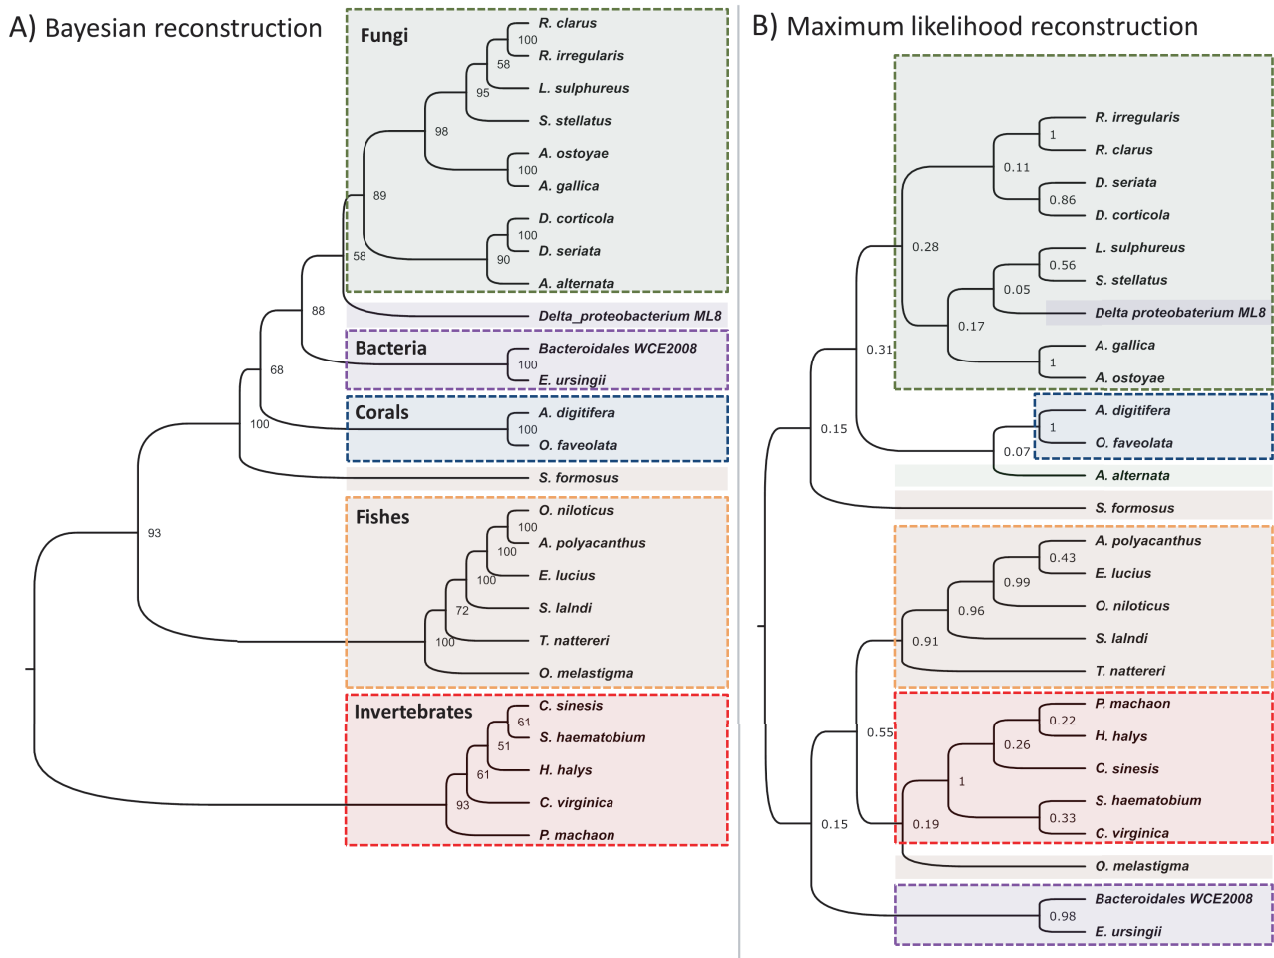 A) Bayesian reconstruction
Fungi
R. clarus
100
R. irregularis
58
L. sulphureus
95
S. stellatus
98
A. ostoyae
100
A. gallica
89
D. corticola
100
D. seriata
90
A. alternata
58
Delta_proteobacterium ML8
88
Bacteria
Bacteroidales WCE2008
100
E. ursingii
68
Corals
A. digitifera
100
O. faveolata
100
S. formosus
Fishes
O. niloticus
100
A. polyacanthus
100
E. lucius
100
S. lalndi
72
T. nattereri
100
O. melastigma
93
Invertebrates
C. sinesis
61
S. haematobium
51
H. halys
61
C. virginica
93
P. machaon
B) Maximum likelihood reconstruction
R. irregularis
1
R. clarus
0.11
D. seriata
0.86
D. corticola
0.28
L. sulphureus
0.56
S. stellatus
0.05
Delta proteobaterium ML8
0.17
A. gallica
1
A. ostoyae
0.31
A. digitifera
1
O. faveolata
0.07
A. alternata
0.15
S. formosus
A. polyacanthus
0.43
E. lucius
0.99
O. niloticus
0.96
S. lalndi
0.91
T. nattereri
0.55
P. machaon
0.22
H. halys
0.26
C. sinesis
1
S. haematobium
0.33
C. virginica
0.19
O. melastigma
0.15
Bacteroidales WCE2008
0.98
E. ursingii